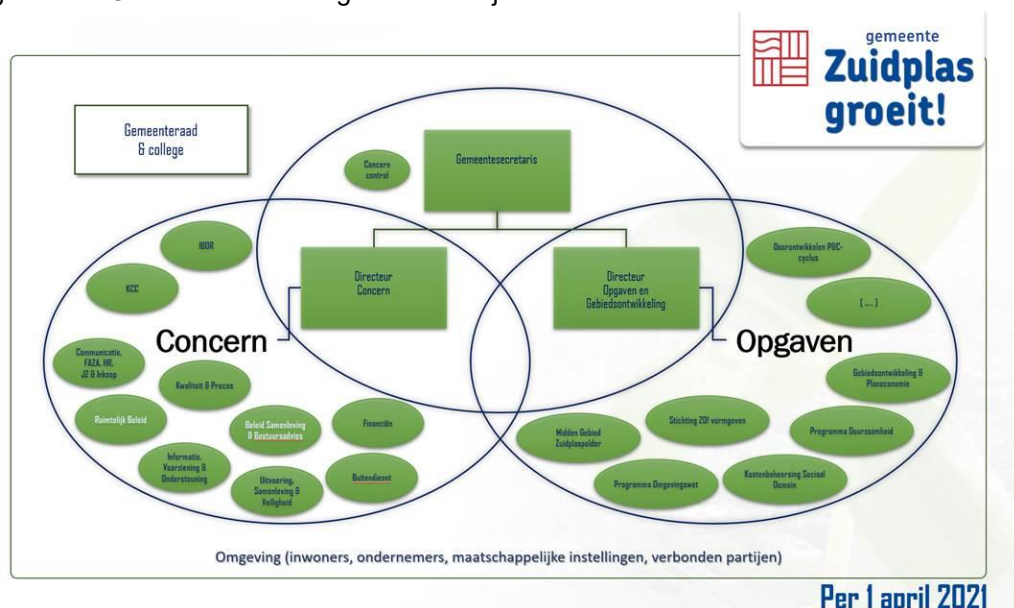 gemeente
Zuidplas
groeit!
Gemeenteraad
& college
Concern
control
Gemeentesecretaris
IBOR
KCC
Directeur
Concern
Directeur
Opgaven en
Gebiedsontwikkeling
Doorontwikkelen P&C-
cyclus
[ .... ]
Concern
Opgaven
Communicatie,
FAZA, HR,
JZ & Inkoop
Kwaliteit & Proces
Gebiedsontwikkeling &
Planeconomie
Ruimtelijk Beleid
Beleid Samenleving
& Bestuursadvies
Financiën
Midden Gebied
Zuidplaspolder
Stichting ZO! vormgeven
Programma Duurzaamheid
Informatie,
Voorziening &
Ondersteuning
Uitvoering,
Samenleving &
Veiligheid
Buitendienst
Programma Omgevingswet
Kostenbeheersing Sociaal
Domein
Omgeving (inwoners, ondernemers, maatschappelijke instellingen, verbonden partijen)
Per 1 april 2021